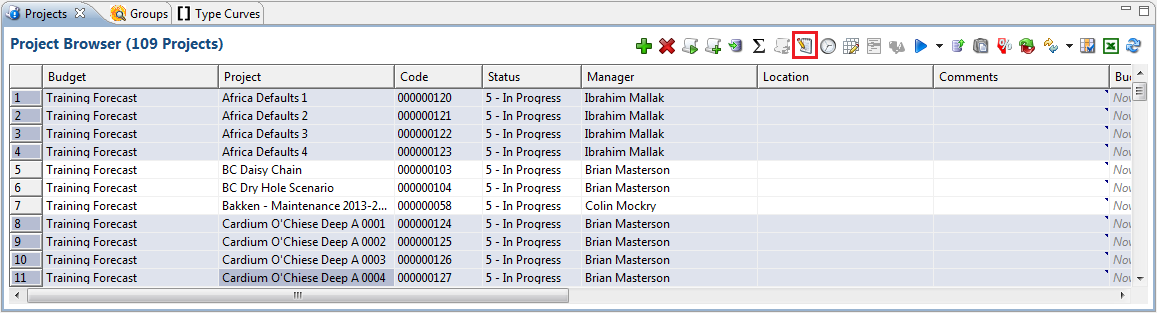 Projects Groups Type Curves
Project Browser (109 Projects)
Budget Project Code Status Manager Location Comments Bu
1 Training Forecast Africa Defaults 1 000000120 5 - In Progress Ibrahim Mallak Nov
2 Training Forecast Africa Defaults 2 000000121 5 - In Progress Ibrahim Mallak Nov
3 Training Forecast Africa Defaults 3 000000122 5 - In Progress Ibrahim Mallak Nov
4 Training Forecast Africa Defaults 4 000000123 5 - In Progress Ibrahim Mallak Nov
5 Training Forecast BC Daisy Chain 000000103 5 - In Progress Brian Masterson Nov
6 Training Forecast BC Dry Hole Scenario 000000104 5 - In Progress Brian Masterson Nov
7 Training Forecast Bakken - Maintenance 2013-2... 000000058 5 - In Progress Colin Mockry Nov
8 Training Forecast Cardium O'Chiese Deep A 0001 000000124 5 - In Progress Brian Masterson Nov
9 Training Forecast Cardium O'Chiese Deep A 0002 000000125 5 - In Progress Brian Masterson Nov
10 Training Forecast Cardium O'Chiese Deep A 0003 000000126 5 - In Progress Brian Masterson Nov
11 Training Forecast Cardium O'Chiese Deep A 0004 000000127 5 - In Progress Brian Masterson Nov